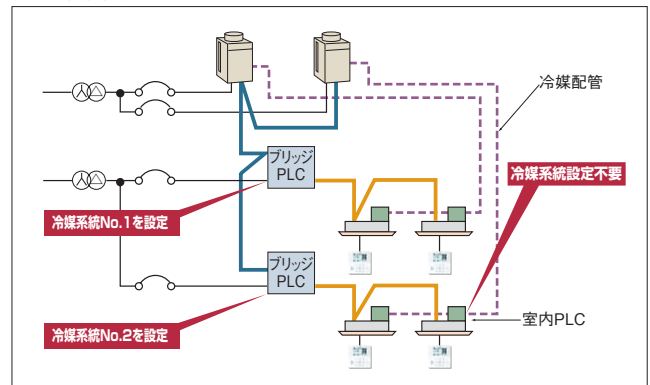 冷媒配管
ブリッジ
PLC
冷媒系統設定不要
冷媒系統No.1を設定
ブリッジ
PLC
室内PLC
冷媒系統No.2を設定